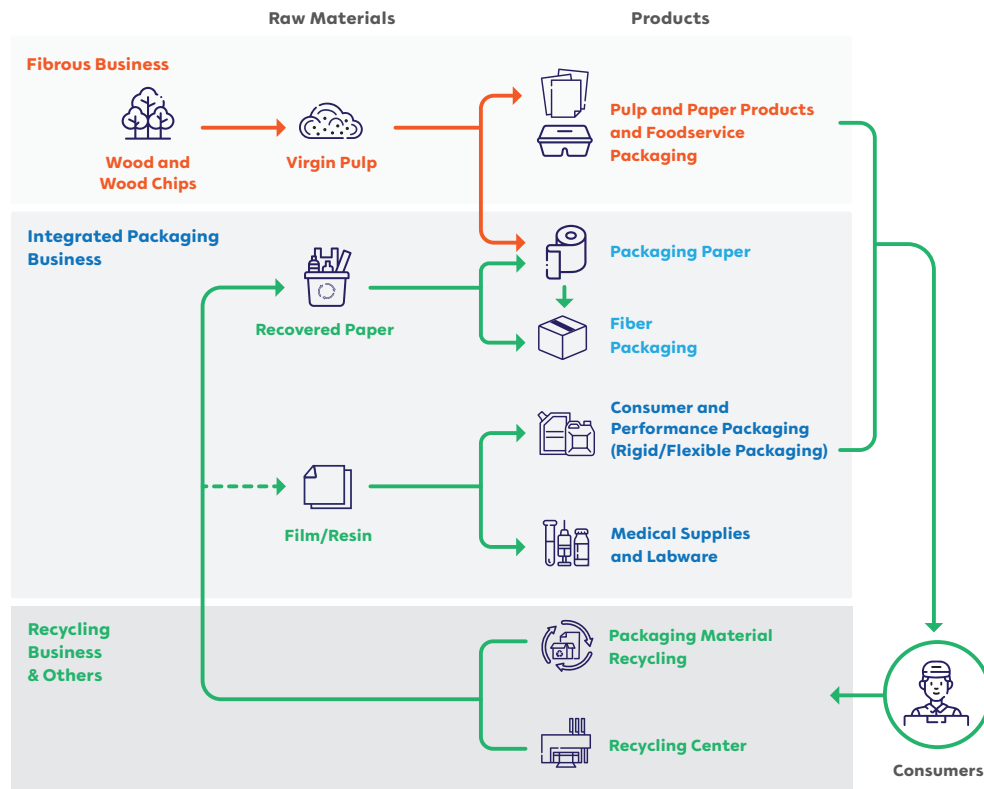 Raw Materials
Products
Fibrous Business
Wood and
Wood Chips
Virgin Pulp
Pulp and Paper Products
and Foodservice
Packaging
Integrated Packaging
Business
Recovered Paper
Packaging Paper
Fiber
Packaging
Film/Resin
Consumer and
Performance Packaging
(Rigid/Flexible Packaging)
Medical Supplies
and Labware
Recycling
Business
& Others
Packaging Material
Recycling
Recycling Center
Consumers